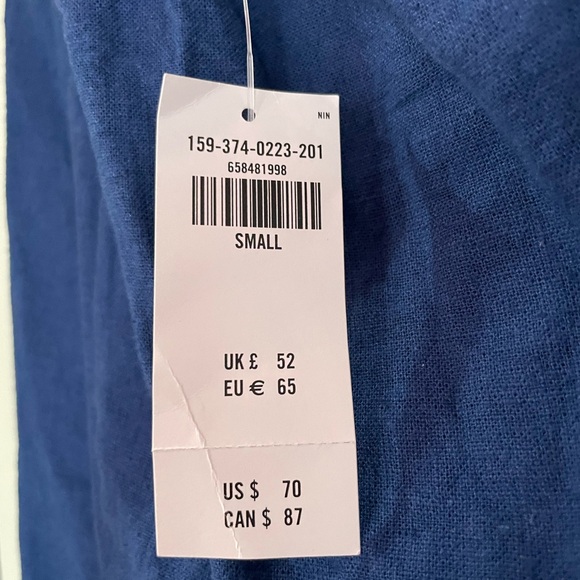 NIN
159-374-0223-201
658481998
SMALL
UK £ 52
EU € 65
US $ 70
CAN $ 87